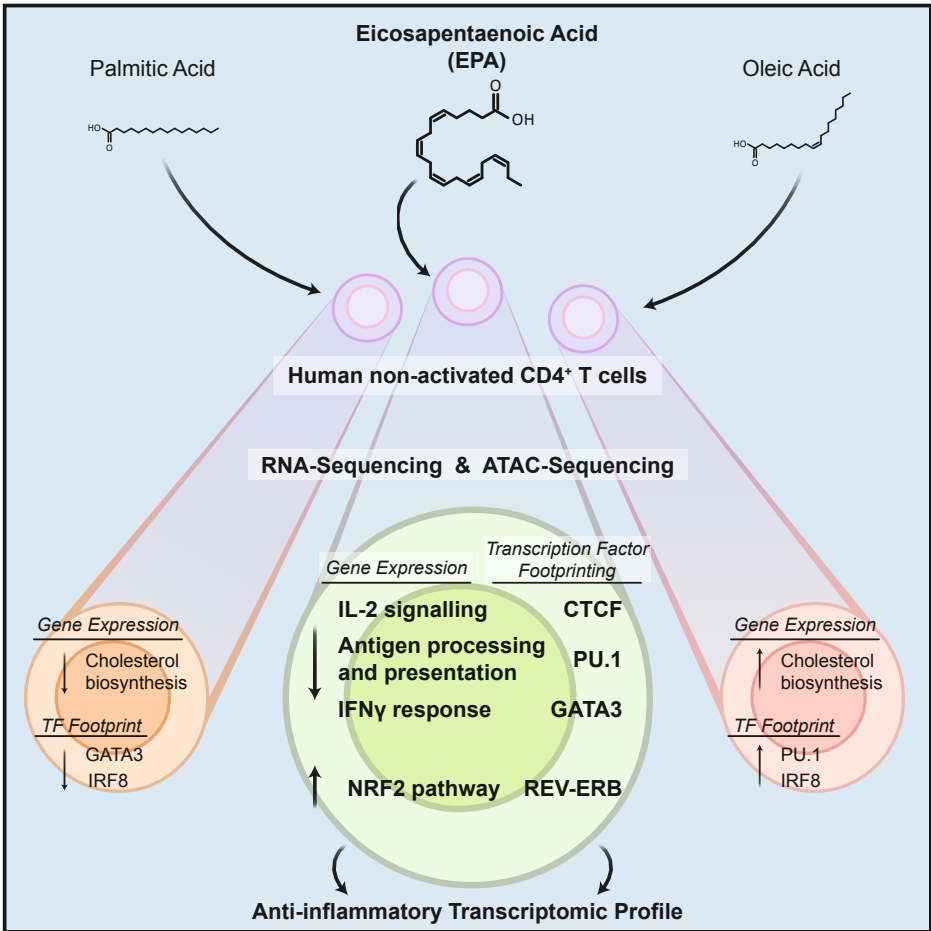 Eicosapentaenoic Acid
(EPA)
Palmitic Acid
Oleic Acid
HO
O
O
OH
HO
O
Human non-activated CD4⁺ T cells
RNA-Sequencing & ATAC-Sequencing
Gene Expression
Cholesterol
biosynthesis
TF Footprint
GATA3
IRF8
Gene Expression
Transcription Factor
Footprinting
IL-2 signalling
CTCF
Antigen processing
and presentation
PU.1
IFNγ response
GATA3
NRF2 pathway
REV-ERB
Gene Expression
Cholesterol
biosynthesis
TF Footprint
PU.1
IRF8
Anti-inflammatory Transcriptomic Profile